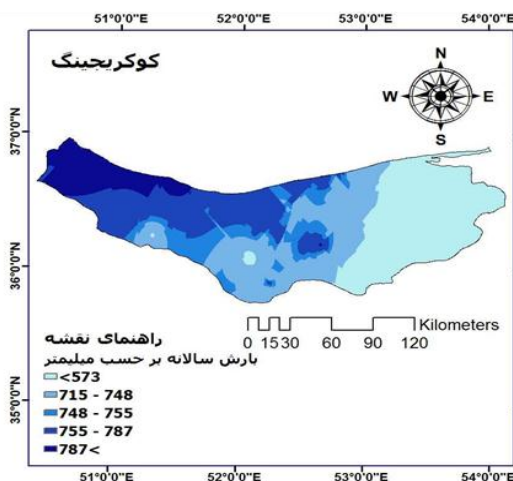 51°0'0"E 52°0'0"E 53°0'0"E 54°0'0"E
کوکریجینگ
N
W E
S
37°0'0"N
36°0'0"N
35°0'0"N
Kilometers
0 15 30 60 90 120
راهنمای نقشه
بارش سالانه بر حسب میلیمتر
<573
715 - 748
748 - 755
755 - 787
787<
51°0'0"E 52°0'0"E 53°0'0"E 54°0'0"E